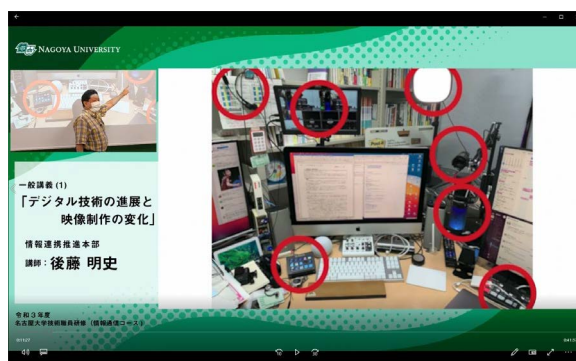 NAGOYA UNIVERSITY
一般講義(1)
「デジタル技術の進展と
映像制作の変化」
情報連携推進本部
講師:後藤 明史
令和3年度
名古屋大学技術職員研修(情報通信コース)